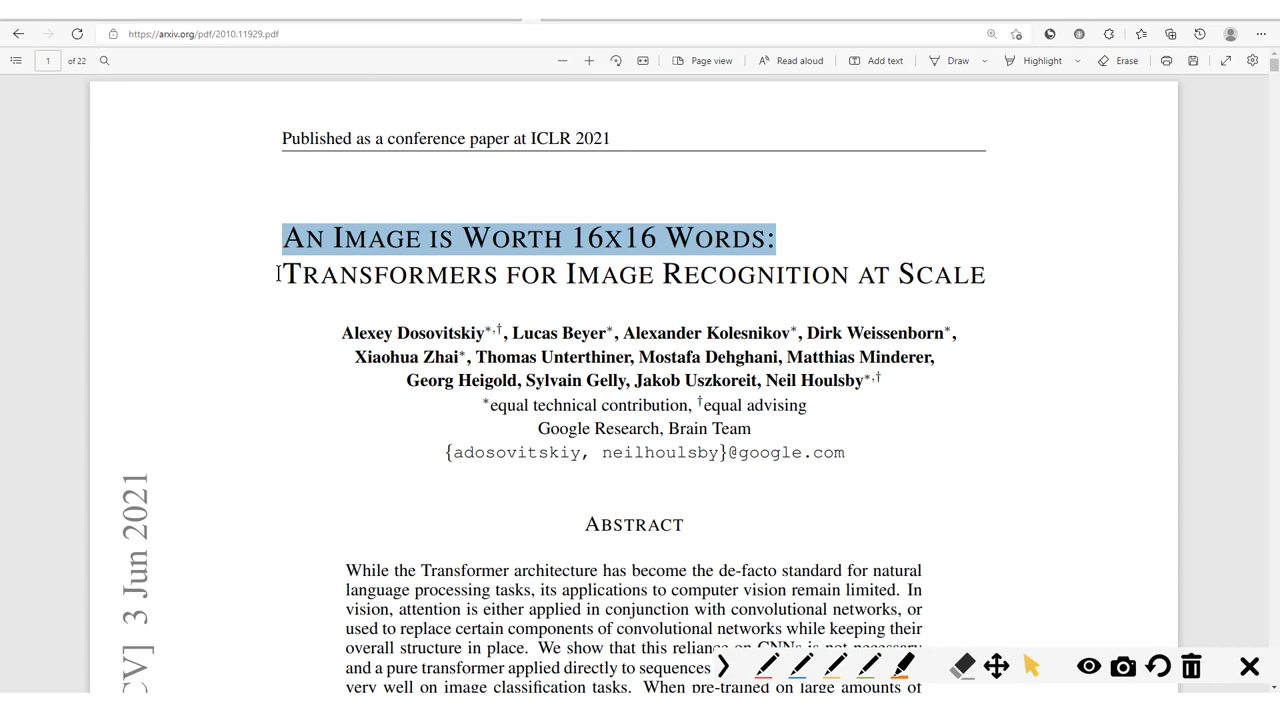 https://arxiv.org/pdf/2010.11929.pdf
1 of 22
Page view
Read aloud
Add text
Draw
Highlight
Erase
Published as a conference paper at ICLR 2021
AN IMAGE IS WORTH 16X16 WORDS:
TRANSFORMERS FOR IMAGE RECOGNITION AT SCALE
Alexey Dosovitskiy∗,†, Lucas Beyer∗, Alexander Kolesnikov∗, Dirk Weissenborn∗,
Xiaohua Zhai∗, Thomas Unterthiner, Mostafa Dehghani, Matthias Minderer,
Georg Heigold, Sylvain Gelly, Jakob Uszkoreit, Neil Houlsby∗,†
∗equal technical contribution, †equal advising
Google Research, Brain Team
{adosovitskiy, neilhoulsby}@google.com
ABSTRACT
While the Transformer architecture has become the de-facto standard for natural
language processing tasks, its applications to computer vision remain limited. In
vision, attention is either applied in conjunction with convolutional networks, or
used to replace certain components of convolutional networks while keeping their
overall structure in place. We show that this reliance on CNNs is not necessary
and a pure transformer applied directly to sequences
very well on image classification tasks. When pre-trained on large amounts of
CV] 3 Jun 2021